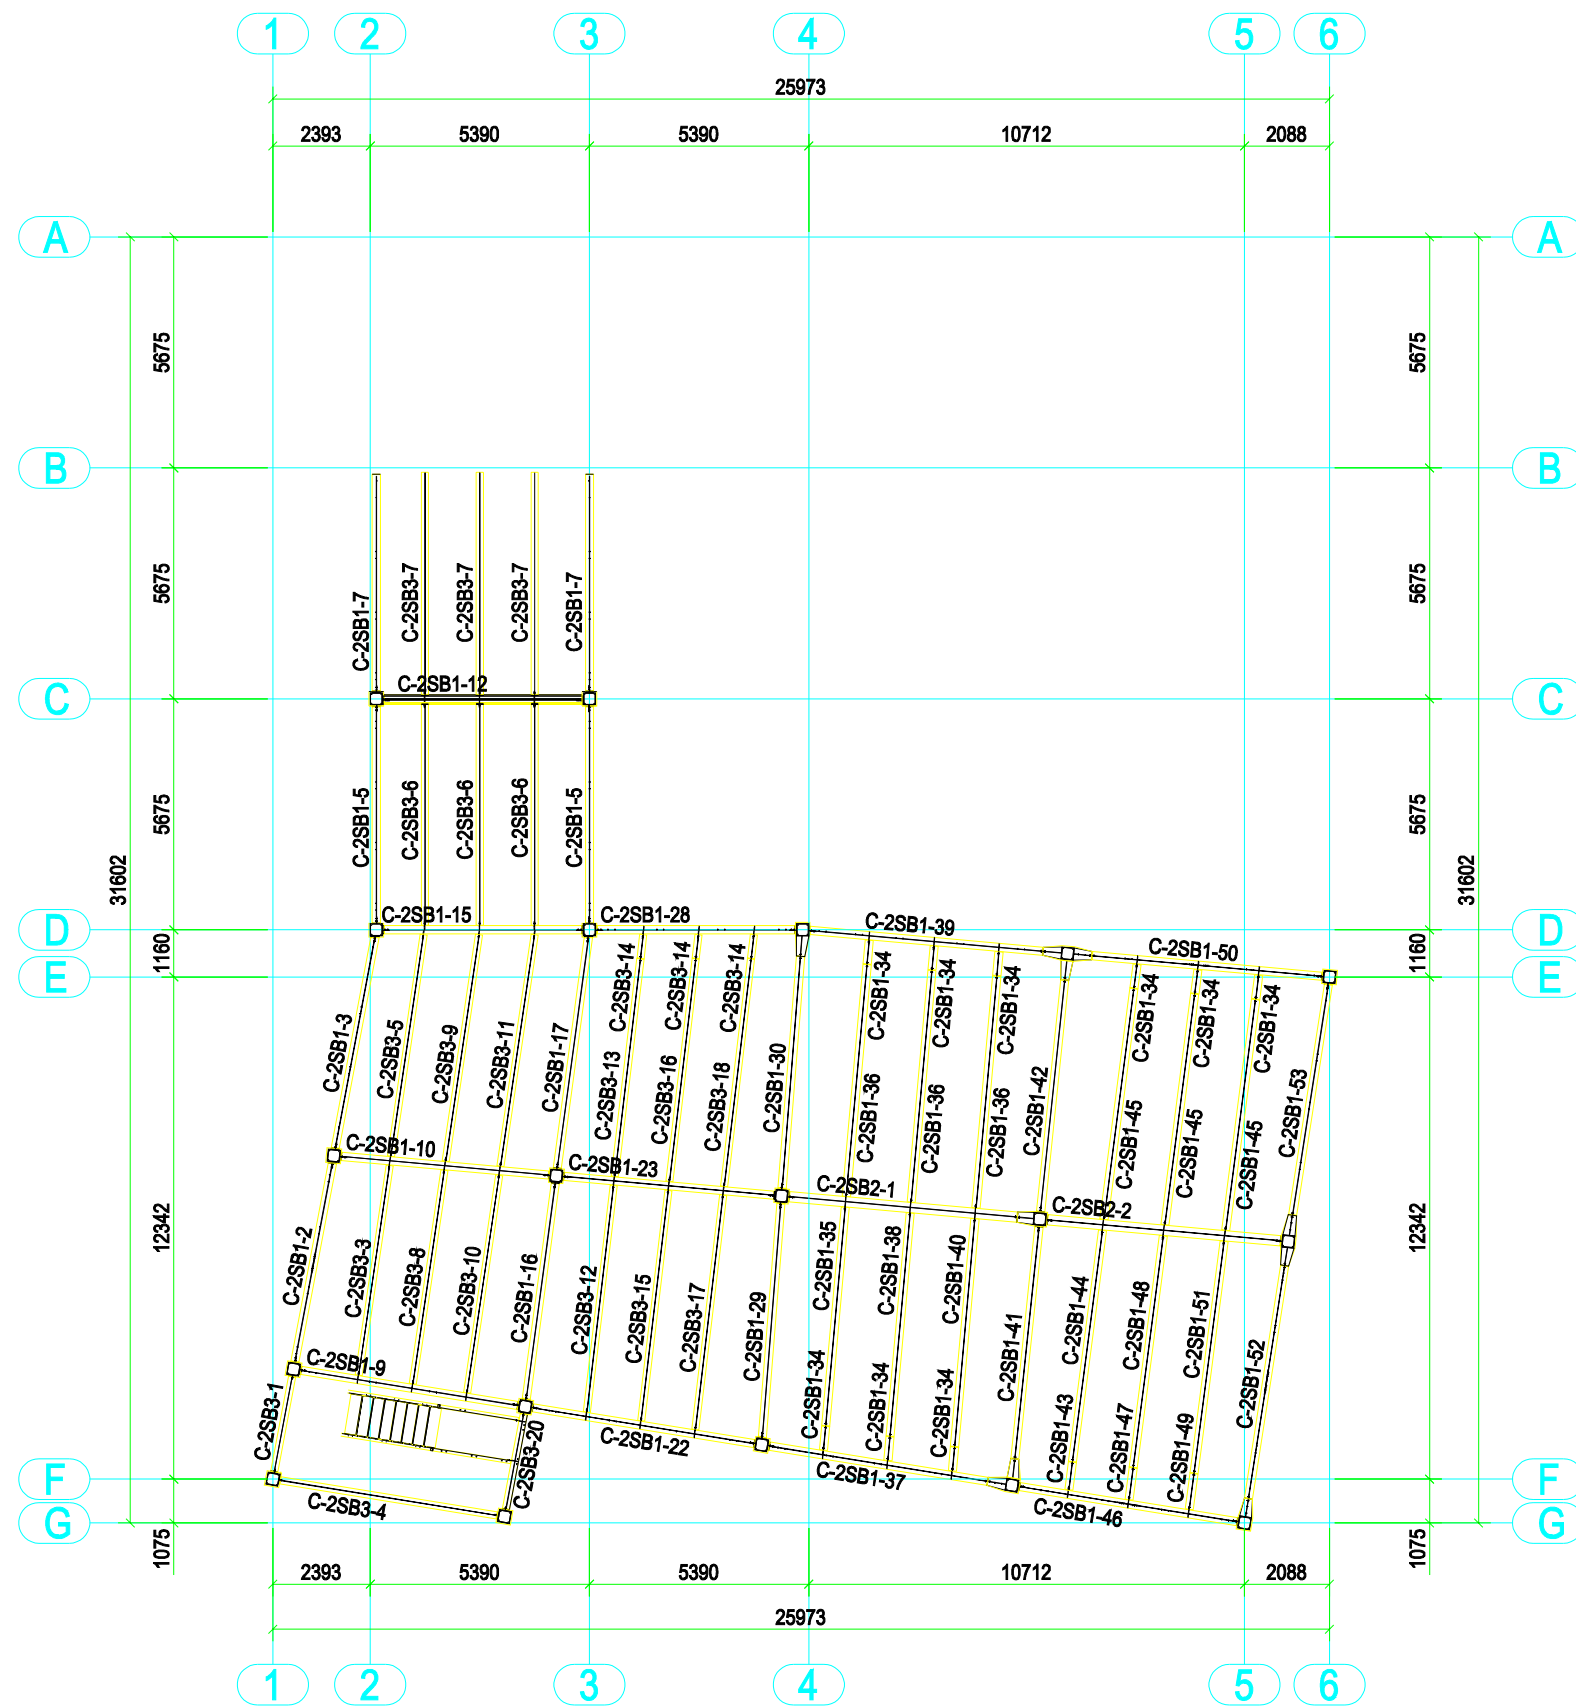 1 2 3 4 5 6
25973
2393 5390 5390 10712 2088
A A
5675 5675
B B
5675 5675
C-2SB1-7 C-2SB3-7 C-2SB3-7 C-2SB3-7 C-2SB1-7
C-2SB1-12
C C
5675 5675
C-2SB1-5 C-2SB3-6 C-2SB3-6 C-2SB3-6 C-2SB1-5
31602 31602
C-2SB1-15 C-2SB1-28 C-2SB1-39 C-2SB1-50
D D
1160 1160
E E
C-2SB3-14 C-2SB3-14 C-2SB3-14 C-2SB1-34 C-2SB1-34 C-2SB1-34 C-2SB1-34 C-2SB1-34 C-2SB1-34
C-2SB1-3 C-2SB3-5 C-2SB3-9 C-2SB3-11 C-2SB1-17 C-2SB3-13 C-2SB3-16 C-2SB3-18 C-2SB1-30 C-2SB1-36 C-2SB1-36 C-2SB1-36 C-2SB1-42 C-2SB1-45 C-2SB1-45 C-2SB1-45 C-2SB1-53
C-2SB1-10 C-2SB1-23 C-2SB2-1 C-2SB2-2
12342 12342
C-2SB1-2 C-2SB3-3 C-2SB3-8 C-2SB3-10 C-2SB1-16 C-2SB3-12 C-2SB3-15 C-2SB3-17 C-2SB1-29 C-2SB1-35 C-2SB1-38 C-2SB1-40 C-2SB1-41 C-2SB1-44 C-2SB1-48 C-2SB1-51 C-2SB1-52
C-2SB1-34 C-2SB1-34 C-2SB1-34 C-2SB1-43 C-2SB1-47 C-2SB1-49
C-2SB1-9
C-2SB3-1 C-2SB3-20
C-2SB1-22 C-2SB1-37 C-2SB1-46
F F
C-2SB3-4
G G
1075 1075
2393 5390 5390 10712 2088
25973
1 2 3 4 5 6